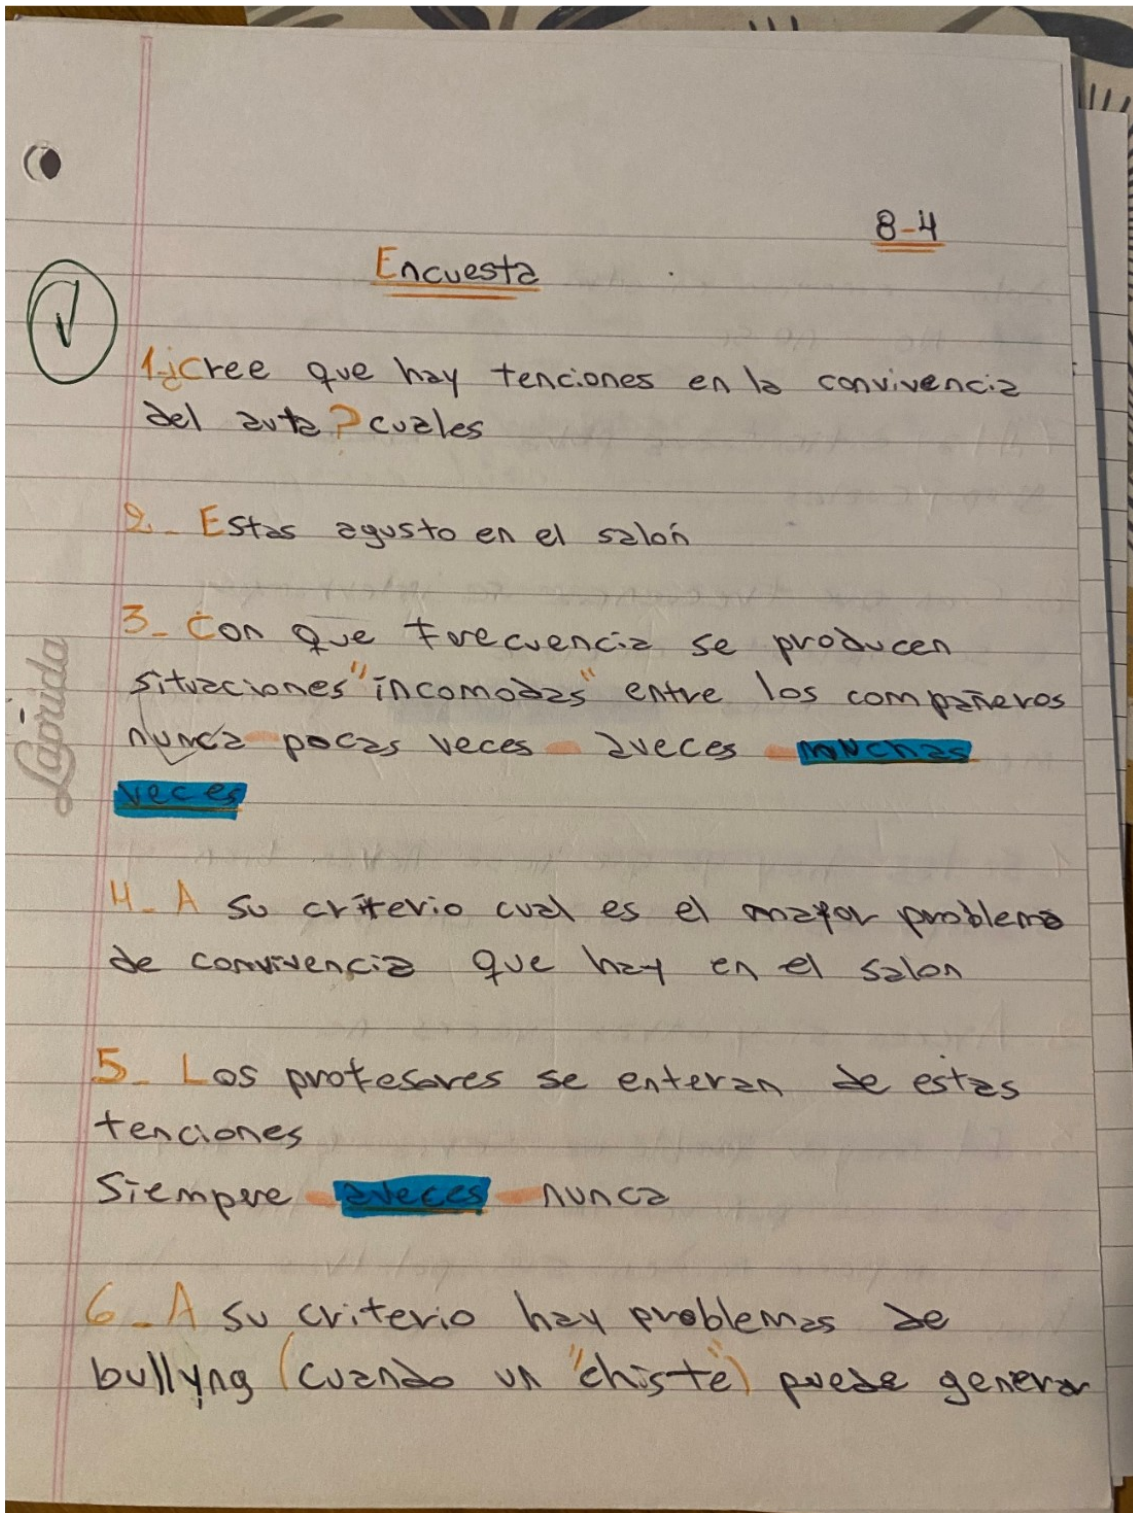 8-4
Encuesta
1-¿Cree que hay tenciones en la convivencia
del aula? cuales
2- Estas agusto en el salón
3- Con que frecuencia se producen
situaciones "incomodas" entre los compañeros
nunca - pocas veces - aveces - muchas
veces
4- A su criterio cual es el mayor problema
de convivencia que hay en el salon
5- Los profesores se enteran de estas
tenciones
Siempre - aveces - nunca
6- A su criterio hay problemas de
bullyng (cuando un "chiste") puede generar
Laprida